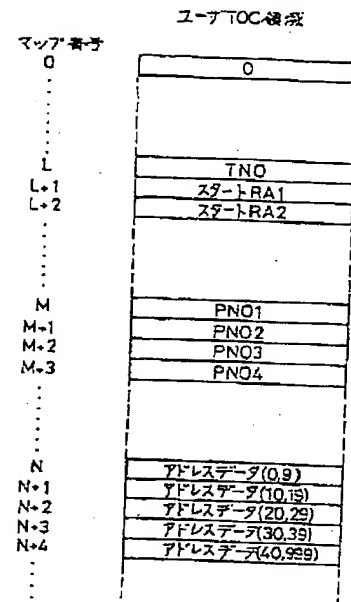 ユーザTOC領域
マップ番号
0 0
L TNO
L+1 スタートRA1
L+2 スタートRA2
M PNO1
M+1 PNO2
M+2 PNO3
M+3 PNO4
N アドレスデータ(0,9)
N+1 アドレスデータ(10,19)
N+2 アドレスデータ(20,29)
N+3 アドレスデータ(30,39)
N+4 アドレスデータ(40,999)